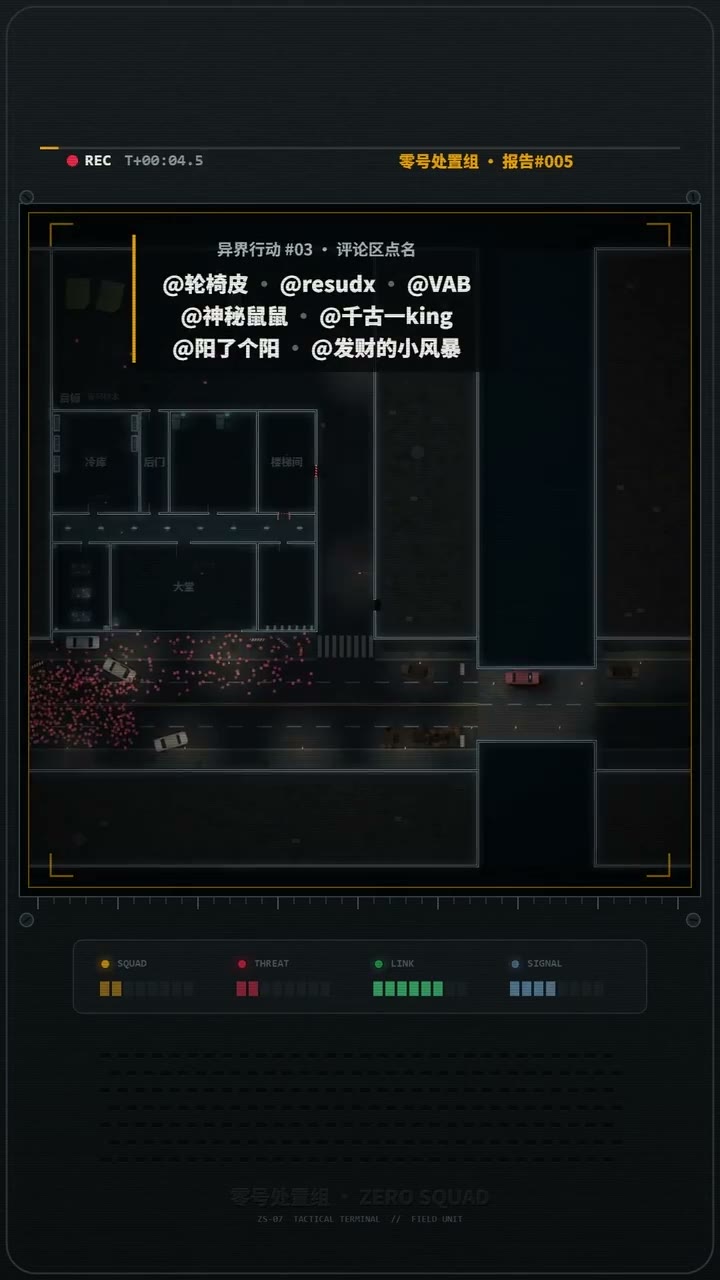 REC T+00:04.5
零号处置组 • 报告#005
异界行动 #03 • 评论区点名
@轮椅皮 • @resudx • @VAB
@神秘鼠鼠 • @千古一king
@阳了个阳 • @发财的小风暴
冷库
后门
楼梯间
大堂
SQUAD
THREAT
LINK
SIGNAL
零号处置组 • ZERO SQUAD
ZS-07 TACTICAL TERMINAL // FIELD UNIT